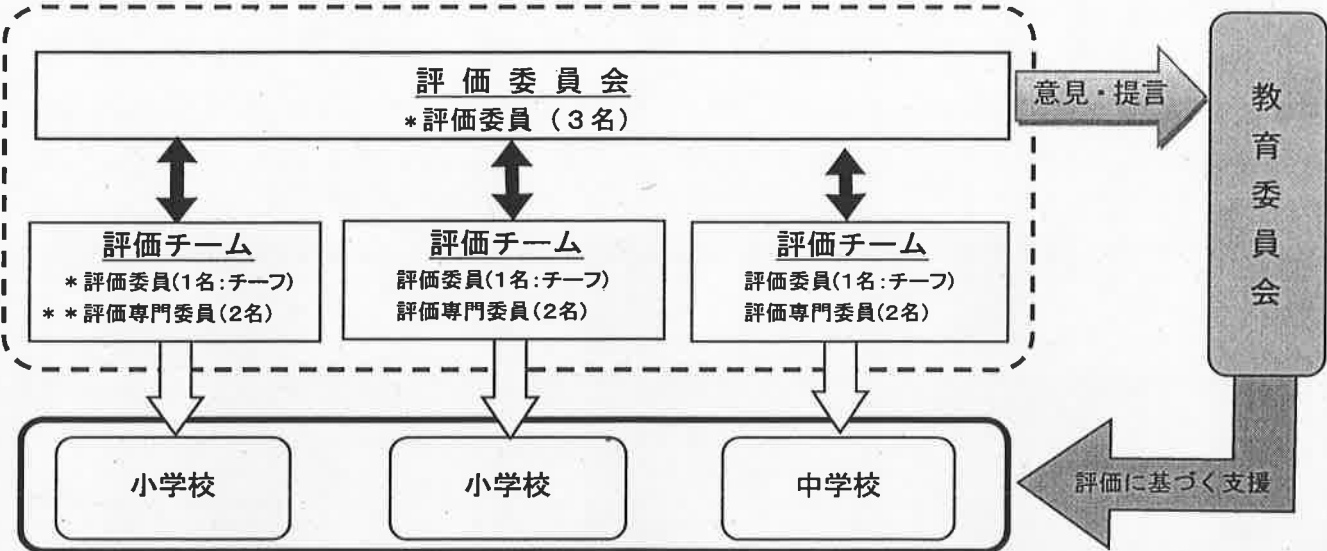 評価委員会
*評価委員(3名)
意見・提言
教育委員会
評価チーム
*評価委員(1名:チーフ)
**評価専門委員(2名)
評価チーム
評価委員(1名:チーフ)
評価専門委員(2名)
評価チーム
評価委員(1名:チーフ)
評価専門委員(2名)
小学校
小学校
中学校
評価に基づく支援